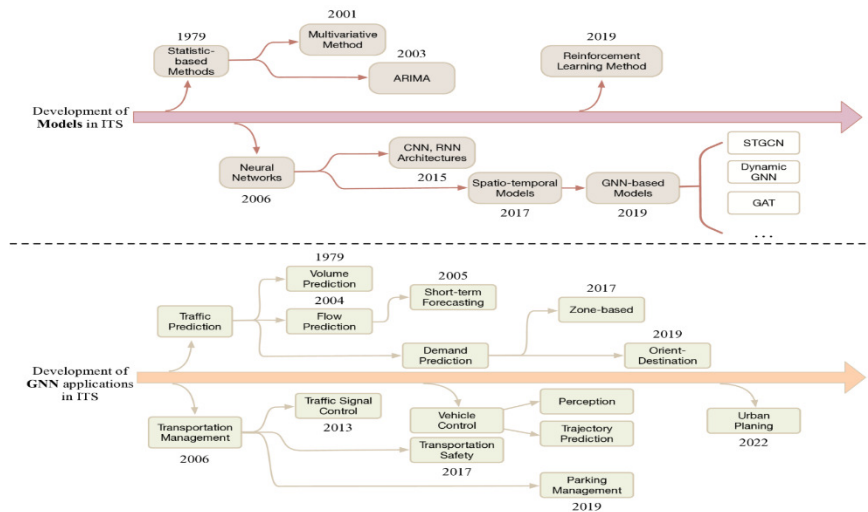 1979
Statistic-
based
Methods
2001
Multivariative
Method
2003
ARIMA
2019
Reinforcement
Learning Method
Development of
Models in ITS
Neural
Networks
2006
CNN, RNN
Architectures
2015
Spatio-temporal
Models
2017
GNN-based
Models
2019
STGCN
Dynamic
GNN
GAT
...
1979
Volume
Prediction
2004
Flow
Prediction
2005
Short-term
Forecasting
2017
Zone-based
Traffic
Prediction
Demand
Prediction
2019
Orient-
Destination
Development of
GNN applications
in ITS
Transportation
Management
2006
Traffic Signal
Control
2013
Vehicle
Control
Perception
Trajectory
Prediction
Transportation
Safety
2017
Parking
Management
2019
Urban
Planing
2022